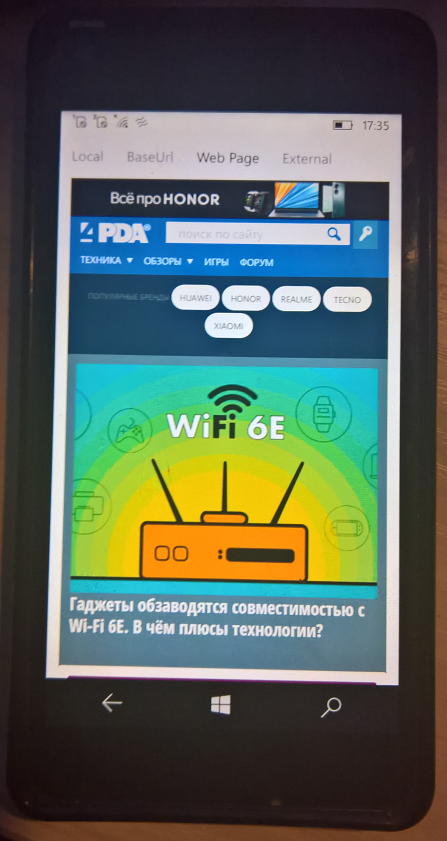 17:35
Local BaseUrl Web Page External
Всё про HONOR
4PDA®
поиск по сайту
ТЕХНИКА ▼ ОБЗОРЫ ▼ ИГРЫ ФОРУМ
ПОПУЛЯРНЫЕ БРЕНДЫ HUAWEI HONOR REALME TECNO
XIAOMI
WiFi 6E
Гаджеты обзаводятся совместимостью с
Wi-Fi 6E. В чём плюсы технологии?